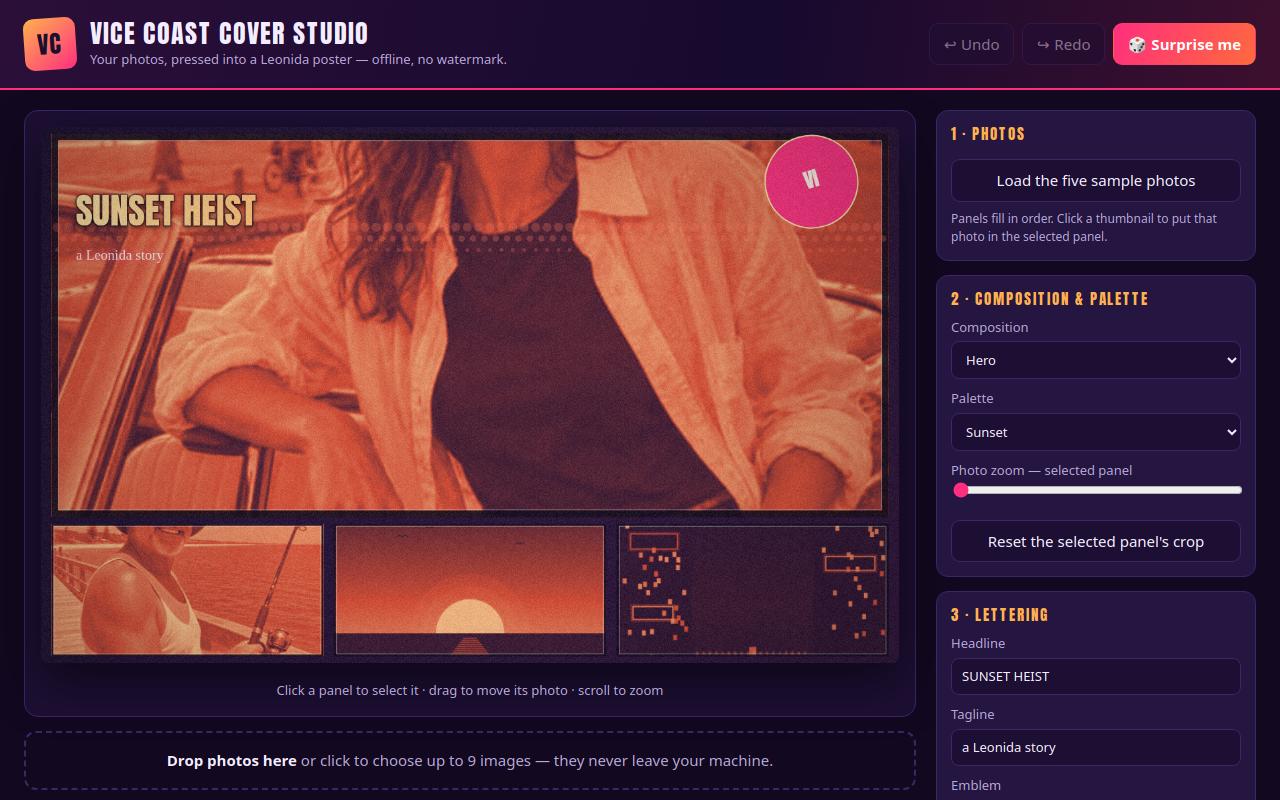 VC
VICE COAST COVER STUDIO
Your photos, pressed into a Leonida poster — offline, no watermark.
↩ Undo
↪ Redo
🎲 Surprise me
SUNSET HEIST
a Leonida story
VI
Click a panel to select it · drag to move its photo · scroll to zoom
Drop photos here or click to choose up to 9 images — they never leave your machine.
1 · PHOTOS
Load the five sample photos
Panels fill in order. Click a thumbnail to put that
photo in the selected panel.
2 · COMPOSITION & PALETTE
Composition
Hero
Palette
Sunset
Photo zoom — selected panel
Reset the selected panel's crop
3 · LETTERING
Headline
SUNSET HEIST
Tagline
a Leonida story
Emblem